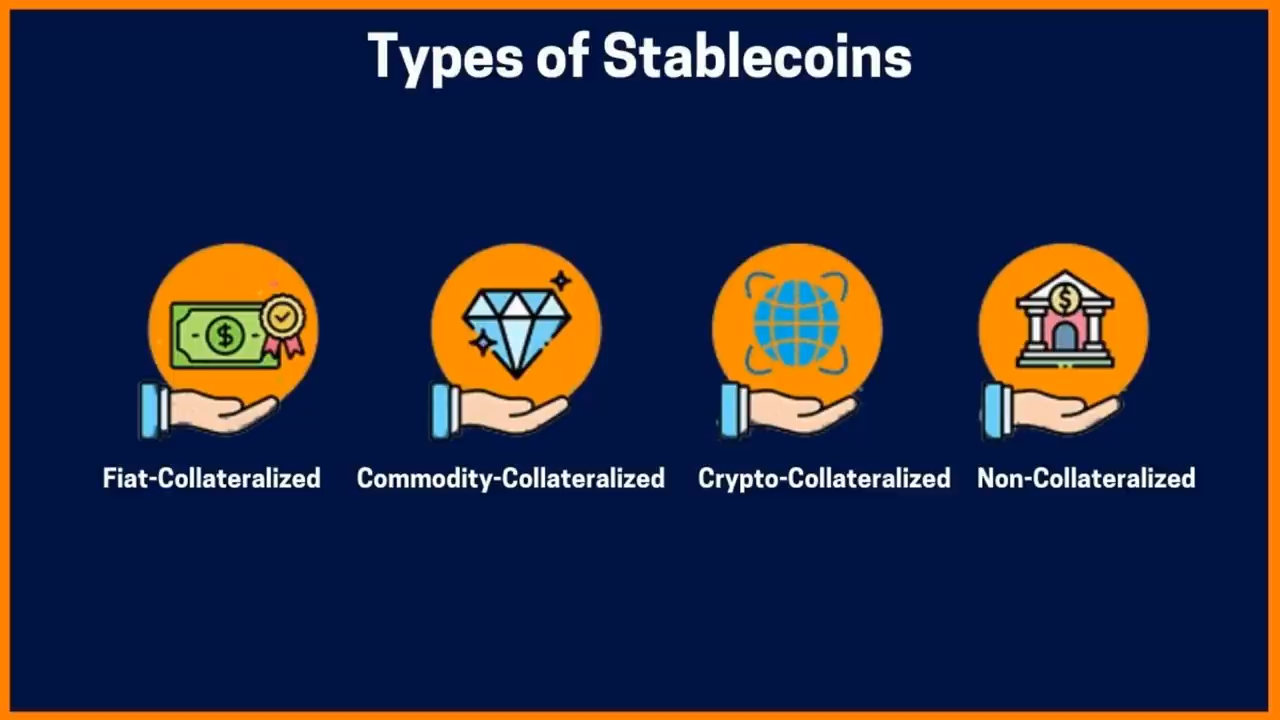 Types of Stablecoins
Fiat-Collateralized
Commodity-Collateralized
Crypto-Collateralized
Non-Collateralized
$
$